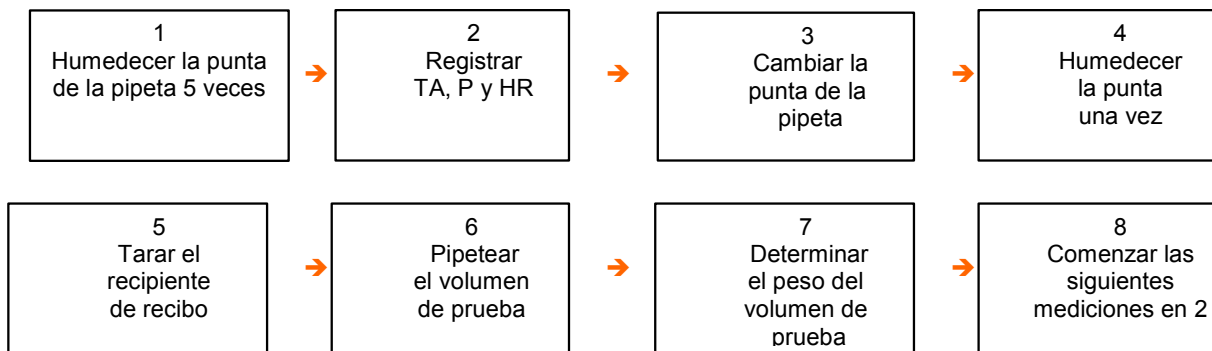 1
Humedecer la punta
de la pipeta 5 veces
2
Registrar
TA, P y HR
3
Cambiar la
punta de la
pipeta
4
Humedecer
la punta
una vez
5
Tarar el
recipiente
de recibo
6
Pipetear
el volumen
de prueba
7
Determinar
el peso del
volumen de
prueba
8
Comenzar las
siguientes
mediciones en 2